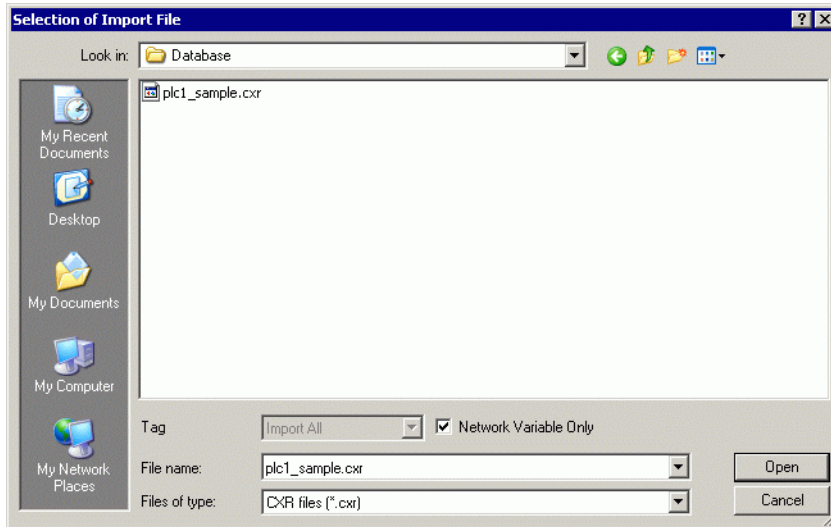 Selection of Import File
Look in: Database
plc1_sample.cxr
My Recent
Documents
Desktop
My Documents
My Computer
My Network
Places
Tag Import All Network Variable Only
File name: plc1_sample.cxr Open
Files of type: CXR files (*.cxr) Cancel